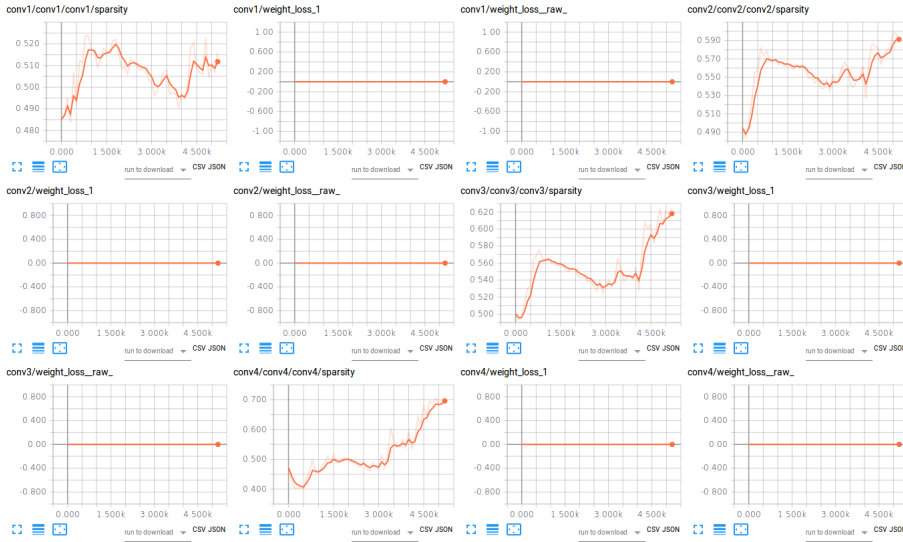 conv1/conv1/conv1/sparsity
0.520
0.510
0.500
0.490
0.480
0.000 1.500k 3.000k 4.500k
run to download CSV JSON
conv1/weight_loss_1
1.00
0.600
0.200
-0.200
-0.600
-1.00
0.000 1.500k 3.000k 4.500k
run to download CSV JSON
conv1/weight_loss__raw_
1.00
0.600
0.200
-0.200
-0.600
-1.00
0.000 1.500k 3.000k 4.500k
run to download CSV JSON
conv2/conv2/conv2/sparsity
0.590
0.570
0.550
0.530
0.510
0.490
0.000 1.500k 3.000k 4.500k
run to download CSV JSON
conv2/weight_loss_1
0.800
0.400
0.00
-0.400
-0.800
0.000 1.500k 3.000k 4.500k
run to download CSV JSON
conv2/weight_loss__raw_
0.800
0.400
0.00
-0.400
-0.800
0.000 1.500k 3.000k 4.500k
run to download CSV JSON
conv3/conv3/conv3/sparsity
0.620
0.600
0.580
0.560
0.540
0.520
0.500
0.000 1.500k 3.000k 4.500k
run to download CSV JSON
conv3/weight_loss_1
0.800
0.400
0.00
-0.400
-0.800
0.000 1.500k 3.000k 4.500k
run to download CSV JSON
conv3/weight_loss__raw_
0.800
0.400
0.00
-0.400
-0.800
0.000 1.500k 3.000k 4.500k
run to download CSV JSON
conv4/conv4/conv4/sparsity
0.700
0.600
0.500
0.400
0.000 1.500k 3.000k 4.500k
run to download CSV JSON
conv4/weight_loss_1
0.800
0.400
0.00
-0.400
-0.800
0.000 1.500k 3.000k 4.500k
run to download CSV JSON
conv4/weight_loss__raw_
0.800
0.400
0.00
-0.400
-0.800
0.000 1.500k 3.000k 4.500k
run to download CSV JSON